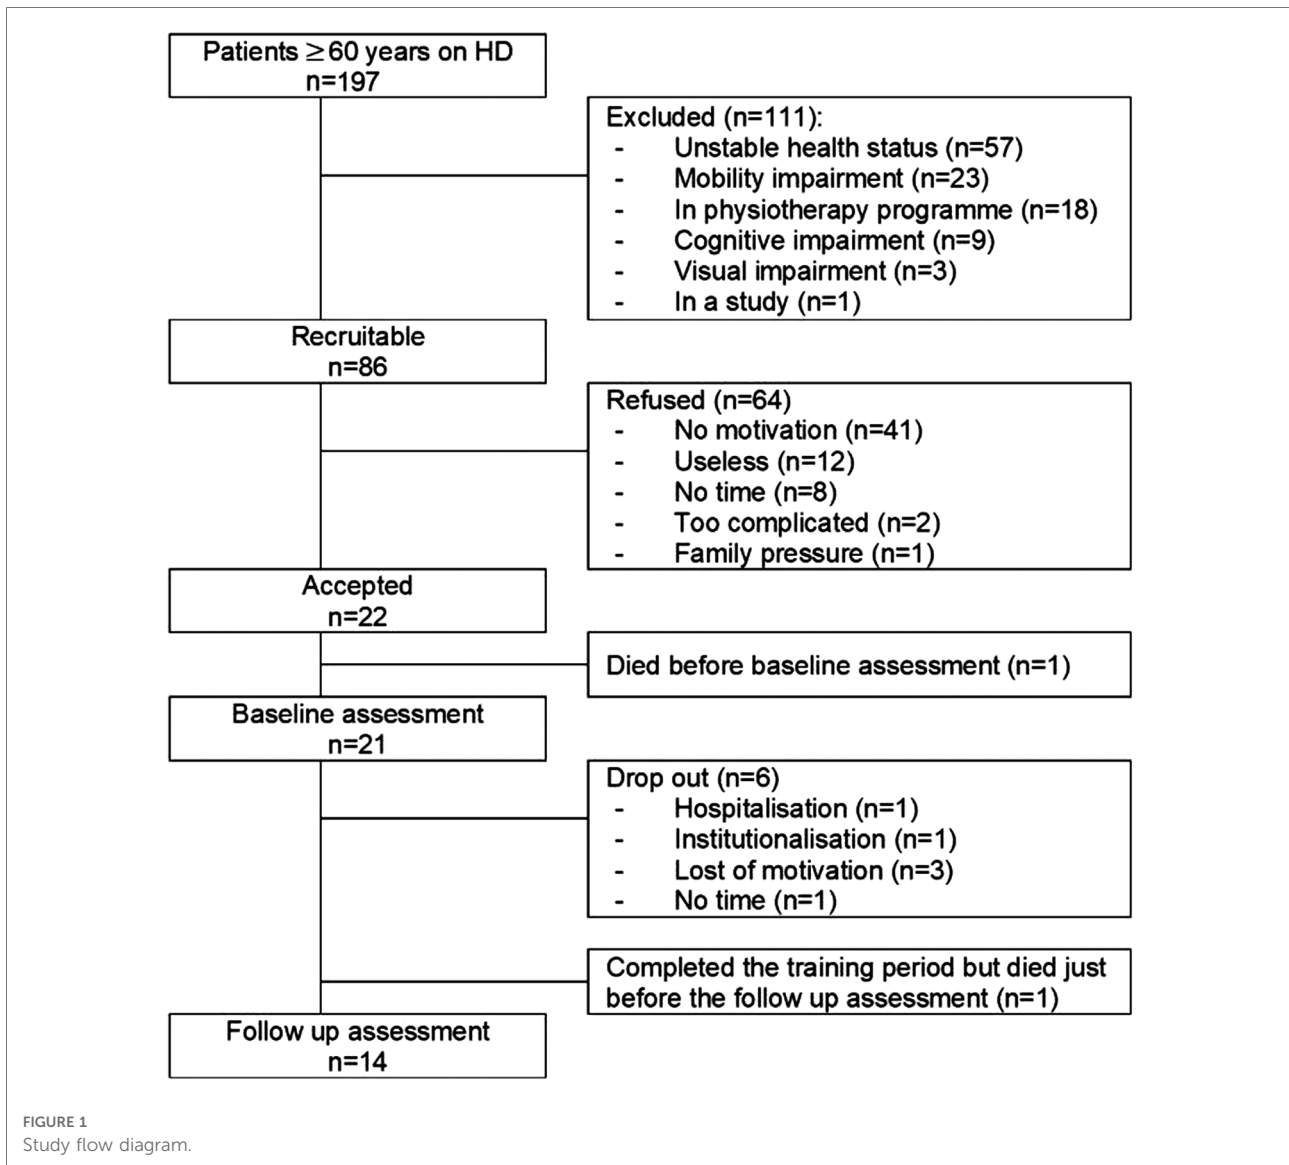 Patients ≥60 years on HD
n=197
Excluded (n=111):
- Unstable health status (n=57)
- Mobility impairment (n=23)
- In physiotherapy programme (n=18)
- Cognitive impairment (n=9)
- Visual impairment (n=3)
- In a study (n=1)
Recruitable
n=86
Refused (n=64)
- No motivation (n=41)
- Useless (n=12)
- No time (n=8)
- Too complicated (n=2)
- Family pressure (n=1)
Accepted
n=22
Died before baseline assessment (n=1)
Baseline assessment
n=21
Drop out (n=6)
- Hospitalisation (n=1)
- Institutionalisation (n=1)
- Lost of motivation (n=3)
- No time (n=1)
Completed the training period but died just
before the follow up assessment (n=1)
Follow up assessment
n=14
FIGURE 1
Study flow diagram.